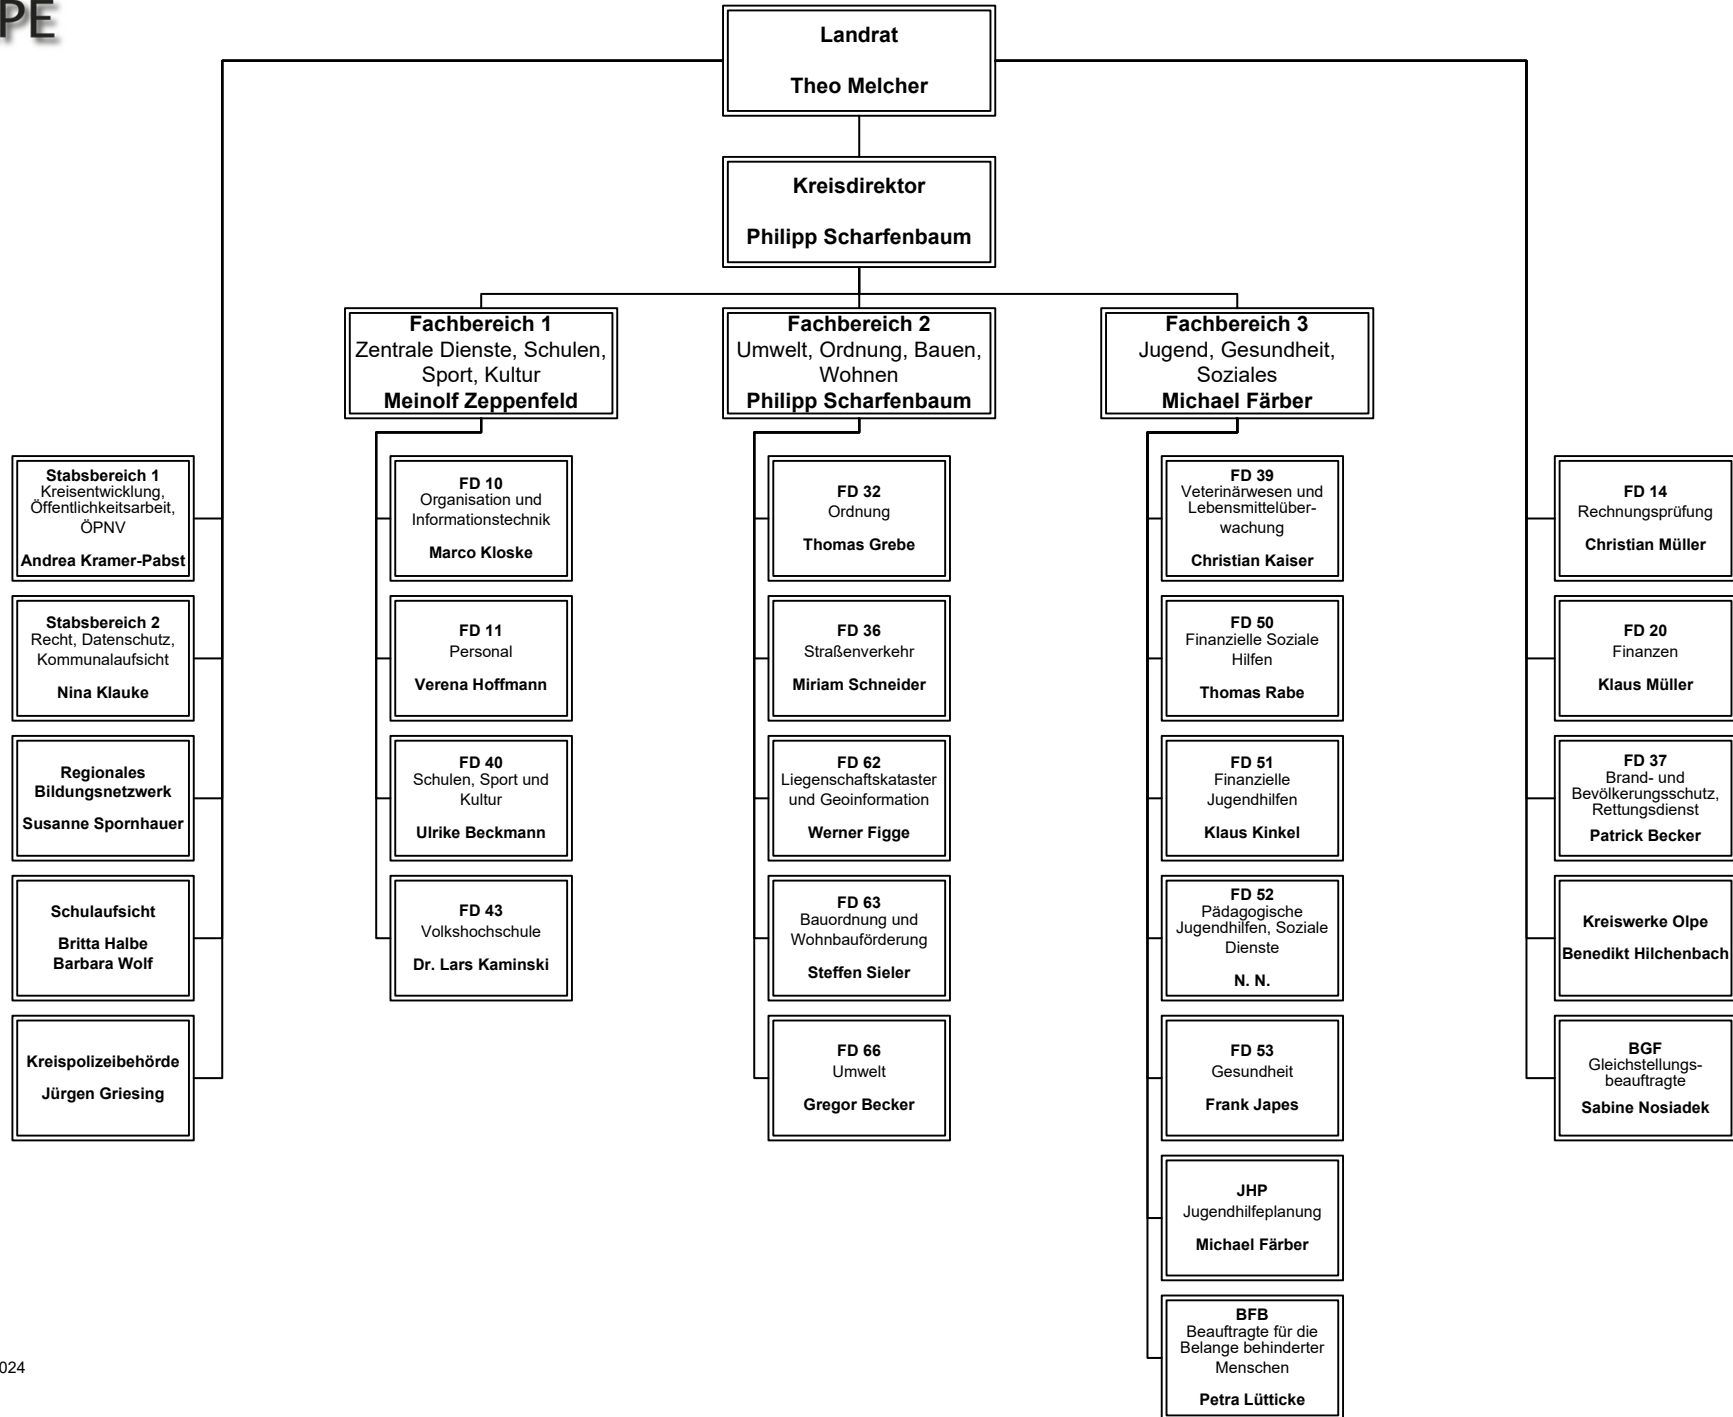 PE
Landrat
Theo Melcher
Kreisdirektor
Philipp Scharfenbaum
Fachbereich 1
Zentrale Dienste, Schulen,
Sport, Kultur
Meinolf Zeppenfeld
Fachbereich 2
Umwelt, Ordnung, Bauen,
Wohnen
Philipp Scharfenbaum
Fachbereich 3
Jugend, Gesundheit,
Soziales
Michael Färber
Stabsbereich 1
Kreisentwicklung,
Öffentlichkeitsarbeit,
ÖPNV
Andrea Kramer-Pabst
Stabsbereich 2
Recht, Datenschutz,
Kommunalaufsicht
Nina Klauke
Regionales
Bildungsnetzwerk
Susanne Spornhauer
Schulaufsicht
Britta Halbe
Barbara Wolf
Kreispolizeibehörde
Jürgen Griesing
FD 10
Organisation und
Informationstechnik
Marco Kloske
FD 11
Personal
Verena Hoffmann
FD 40
Schulen, Sport und
Kultur
Ulrike Beckmann
FD 43
Volkshochschule
Dr. Lars Kaminski
FD 32
Ordnung
Thomas Grebe
FD 36
Straßenverkehr
Miriam Schneider
FD 62
Liegenschaftskataster
und Geoinformation
Werner Figge
FD 63
Bauordnung und
Wohnbauförderung
Steffen Sieler
FD 66
Umwelt
Gregor Becker
FD 39
Veterinärwesen und
Lebensmittelüber-
wachung
Christian Kaiser
FD 50
Finanzielle Soziale
Hilfen
Thomas Rabe
FD 51
Finanzielle
Jugendhilfen
Klaus Kinkel
FD 52
Pädagogische
Jugendhilfen, Soziale
Dienste
N. N.
FD 53
Gesundheit
Frank Japes
JHP
Jugendhilfeplanung
Michael Färber
BFB
Beauftragte für die
Belange behinderter
Menschen
Petra Lütticke
FD 14
Rechnungsprüfung
Christian Müller
FD 20
Finanzen
Klaus Müller
FD 37
Brand- und
Bevölkerungsschutz,
Rettungsdienst
Patrick Becker
Kreiswerke Olpe
Benedikt Hilchenbach
BGF
Gleichstellungs-
beauftragte
Sabine Nosiadek
024